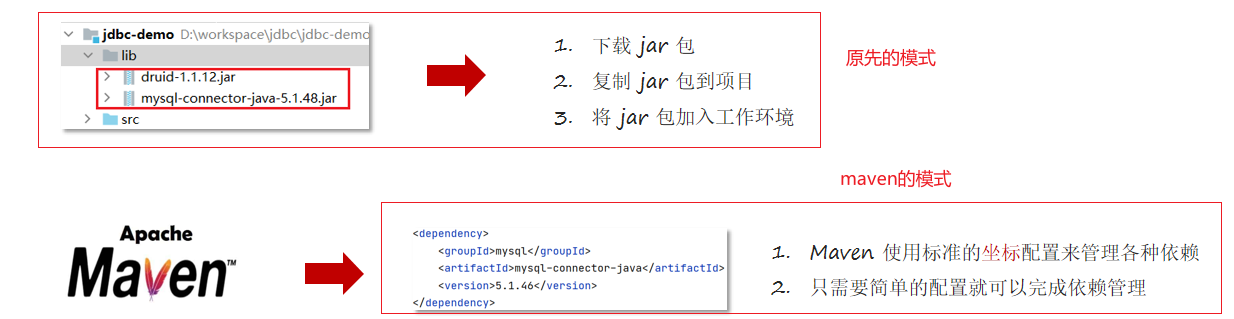 jdbc-demo D:\workspace\jdbc\jdbc-demo
lib
druid-1.1.12.jar
mysql-connector-java-5.1.48.jar
src
1. 下载 jar 包
2. 复制 jar 包到项目
3. 将 jar 包加入工作环境
原先的模式
maven的模式
Apache
Maven™
<dependency>
<groupId>mysql</groupId>
<artifactId>mysql-connector-java</artifactId>
<version>5.1.46</version>
</dependency>
1. Maven 使用标准的坐标配置来管理各种依赖
2. 只需要简单的配置就可以完成依赖管理